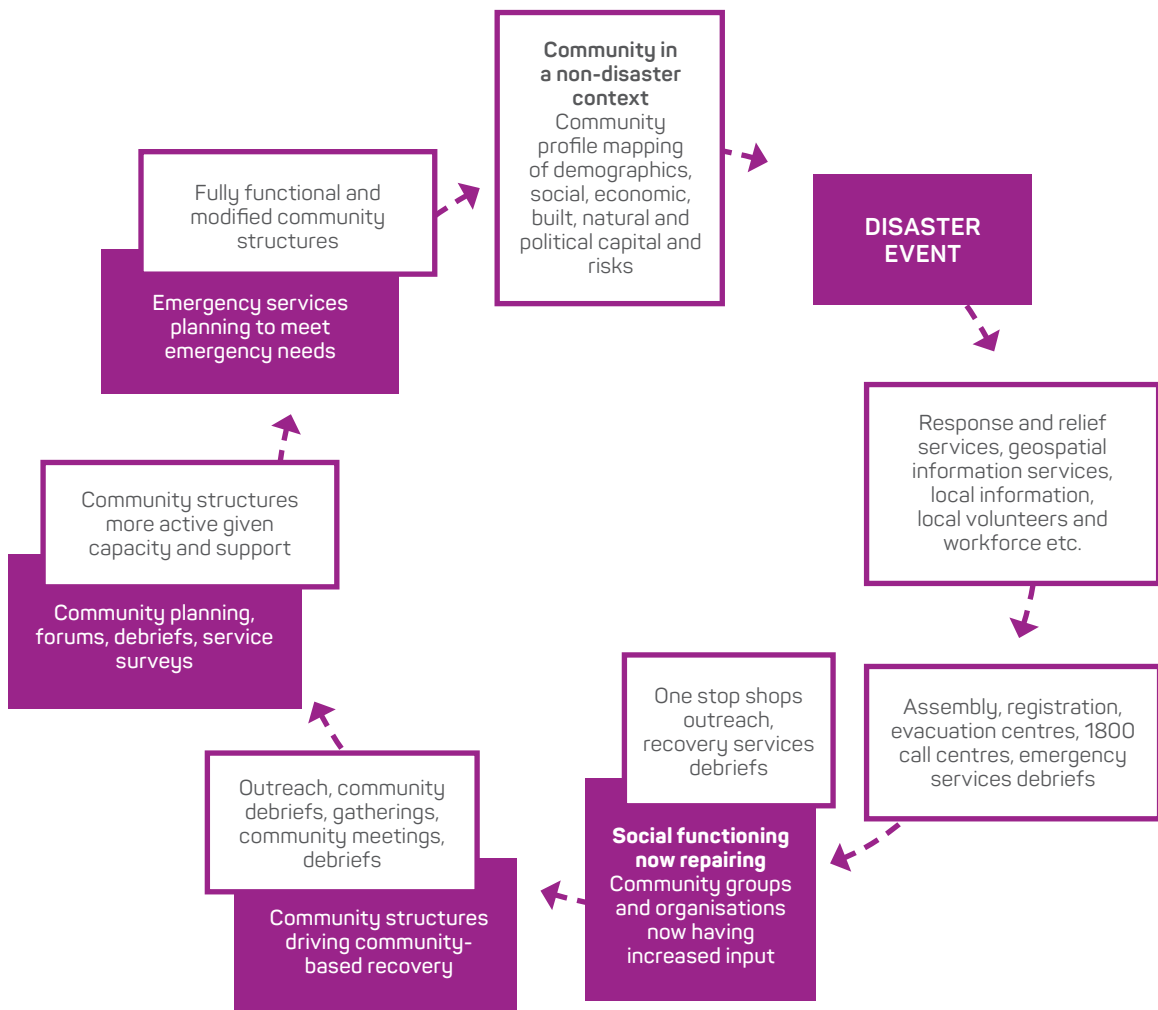 Community in
a non-disaster
context
Community
profile mapping
of demographics,
social, economic,
built, natural and
political capital and
risks
DISASTER
EVENT
Response and relief
services, geospatial
information services,
local information,
local volunteers and
workforce etc.
Assembly, registration,
evacuation centres, 1800
call centres, emergency
services debriefs
One stop shops
outreach,
recovery services
debriefs
Social functioning
now repairing
Community groups
and organisations
now having
increased input
Outreach, community
debriefs, gatherings,
community meetings,
debriefs
Community structures
driving community-
based recovery
Community structures
more active given
capacity and support
Community planning,
forums, debriefs, service
surveys
Fully functional and
modified community
structures
Emergency services
planning to meet
emergency needs